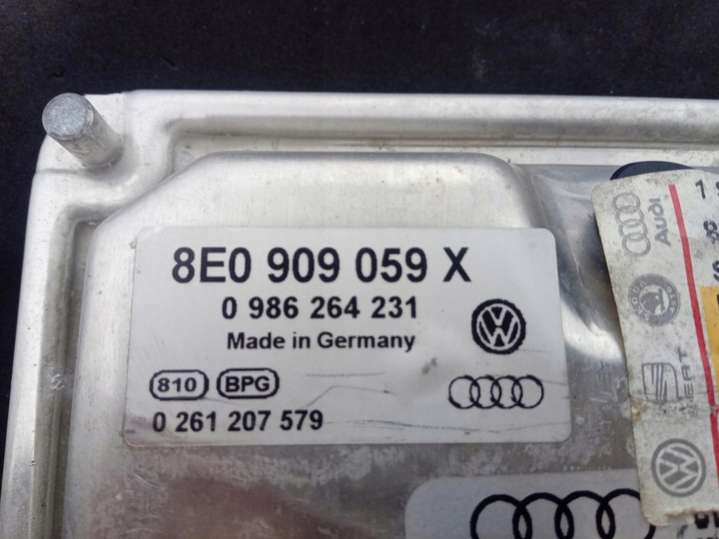 8E0 909 059 X
0 986 264 231
Made in Germany
810 BPG
0 261 207 579
Audi